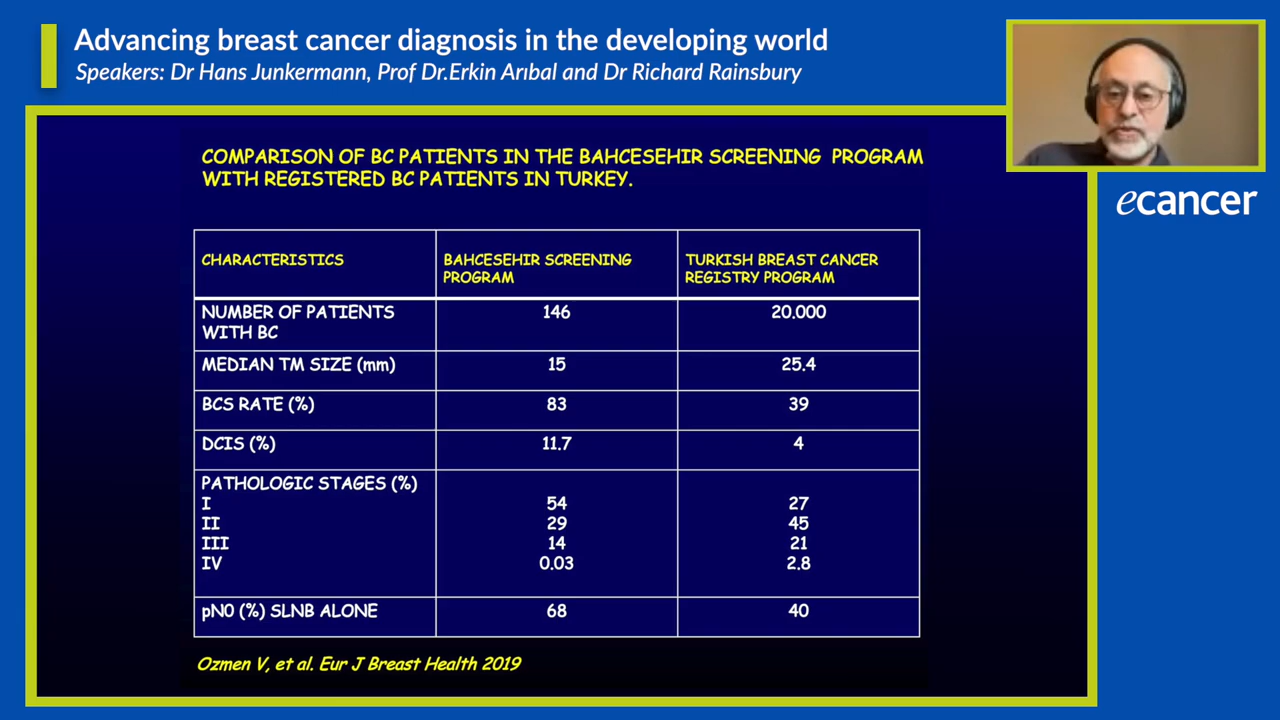 Advancing breast cancer diagnosis in the developing world
Speakers: Dr Hans Junkermann, Prof Dr.Erkin Arıbal and Dr Richard Rainsbury
ecancer
COMPARISON OF BC PATIENTS IN THE BAHCESEHIR SCREENING PROGRAM
WITH REGISTERED BC PATIENTS IN TURKEY.
CHARACTERISTICS
BAHCESEHIR SCREENING
PROGRAM
TURKISH BREAST CANCER
REGISTRY PROGRAM
NUMBER OF PATIENTS
WITH BC
146
20.000
MEDIAN TM SIZE (mm)
15
25.4
BCS RATE (%)
83
39
DCIS (%)
11.7
4
PATHOLOGIC STAGES (%)
I
54
27
II
29
45
III
14
21
IV
0.03
2.8
pN0 (%) SLNB ALONE
68
40
Ozmen V, et al. Eur J Breast Health 2019